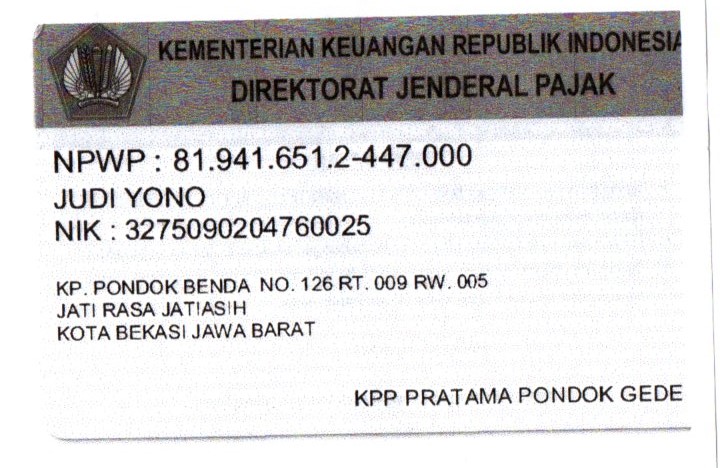 KEMENTERIAN KEUANGAN REPUBLIK INDONESIA
DIREKTORAT JENDERAL PAJAK
NPWP : 81.941.651.2-447.000
JUDI YONO
NIK : 3275090204760025
KP. PONDOK BENDA NO. 126 RT. 009 RW. 005
JATI RASA JATIASIH
KOTA BEKASI JAWA BARAT
KPP PRATAMA PONDOK GEDE